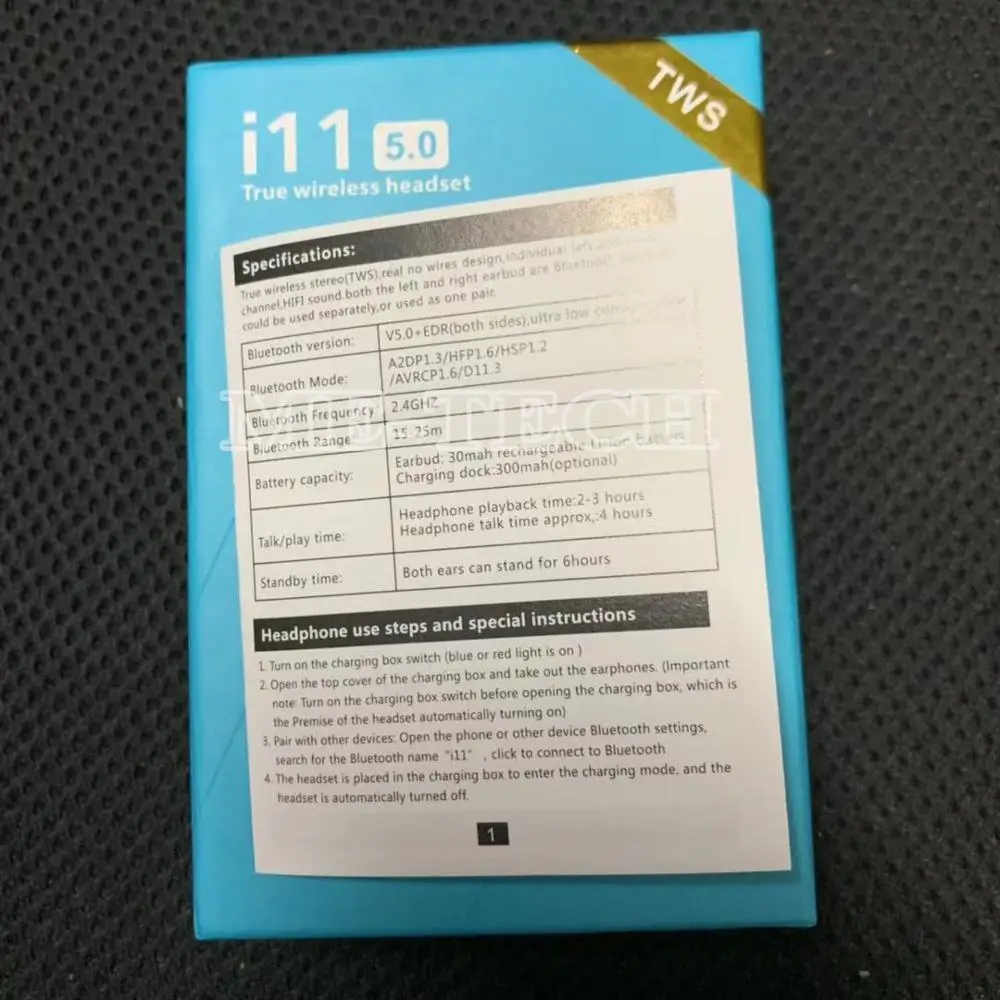 TWS
i11 5.0
True wireless headset
Specifications:
True wireless stereo(TWS),real no wires design,individual left and
channel,HIFI sound.both the left and right earbud are Bluetooth
could be used separately,or used as one pair.
Bluetooth version: V5.0+EDR(both sides),ultra low
Bluetooth Mode: A2DP1.3/HFP1.6/HSP1.2
/AVRCP1.6/D11.3
Bluetooth Frequency 2.4GHZ
Bluetooth Range 15-25m
Battery capacity: Earbud: 30mah rechargeable Li-ion Battery
Charging dock:300mah(optional)
Talk/play time: Headphone playback time:2-3 hours
Headphone talk time approx,:4 hours
Standby time: Both ears can stand for 6hours
Headphone use steps and special instructions
1. Turn on the charging box switch (blue or red light is on )
2. Open the top cover of the charging box and take out the earphones. (Important
note: Turn on the charging box switch before opening the charging box, which is
the Premise of the headset automatically turning on)
3. Pair with other devices: Open the phone or other device Bluetooth settings,
search for the Bluetooth name "i11" , click to connect to Bluetooth
4. The headset is placed in the charging box to enter the charging mode, and the
headset is automatically turned off.
1